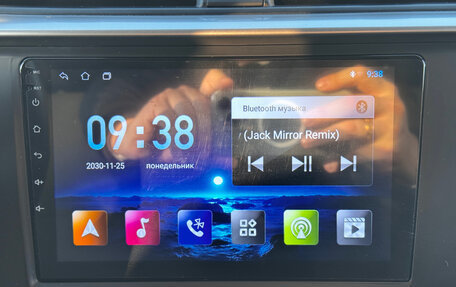 MIC
9:38
RST
Bluetooth музыка
09:38
(Jack Mirror Remix)
2030-11-25 понедельник